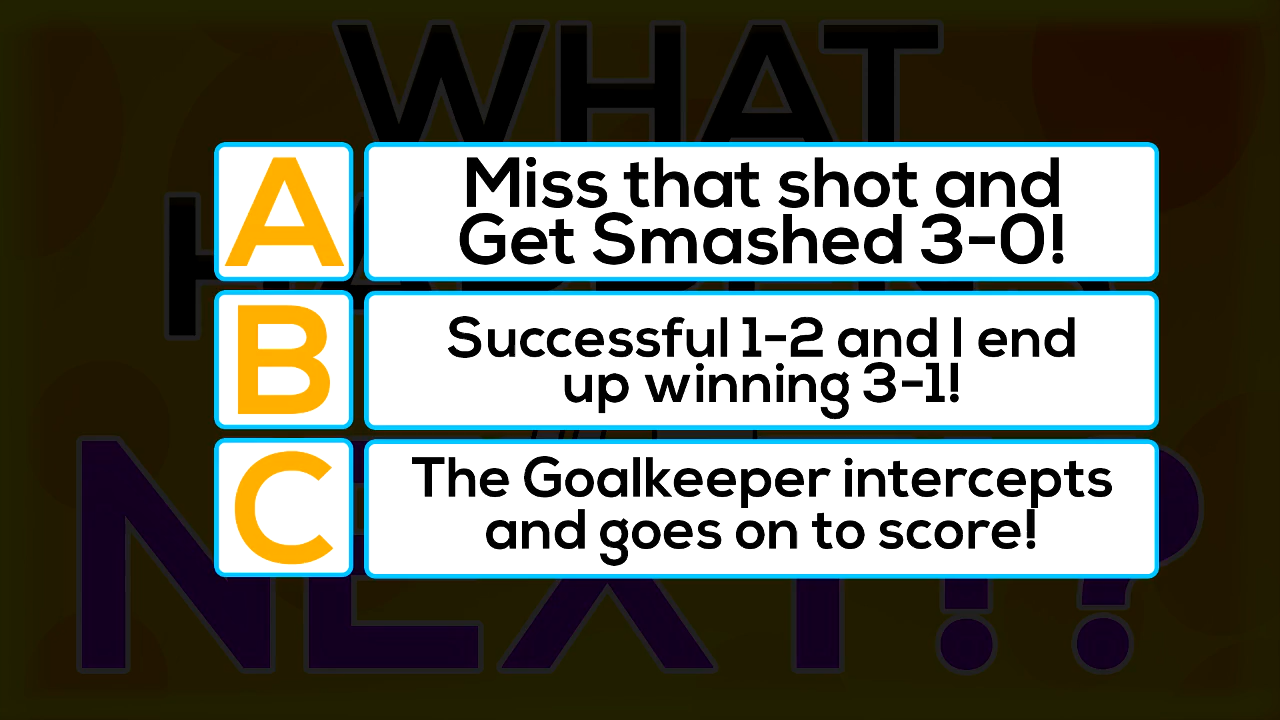 WHAT
HAPPENS
A
Miss that shot and
Get Smashed 3-0!
B
Successful 1-2 and I end
up winning 3-1!
C
The Goalkeeper intercepts
and goes on to score!
NEXT!?